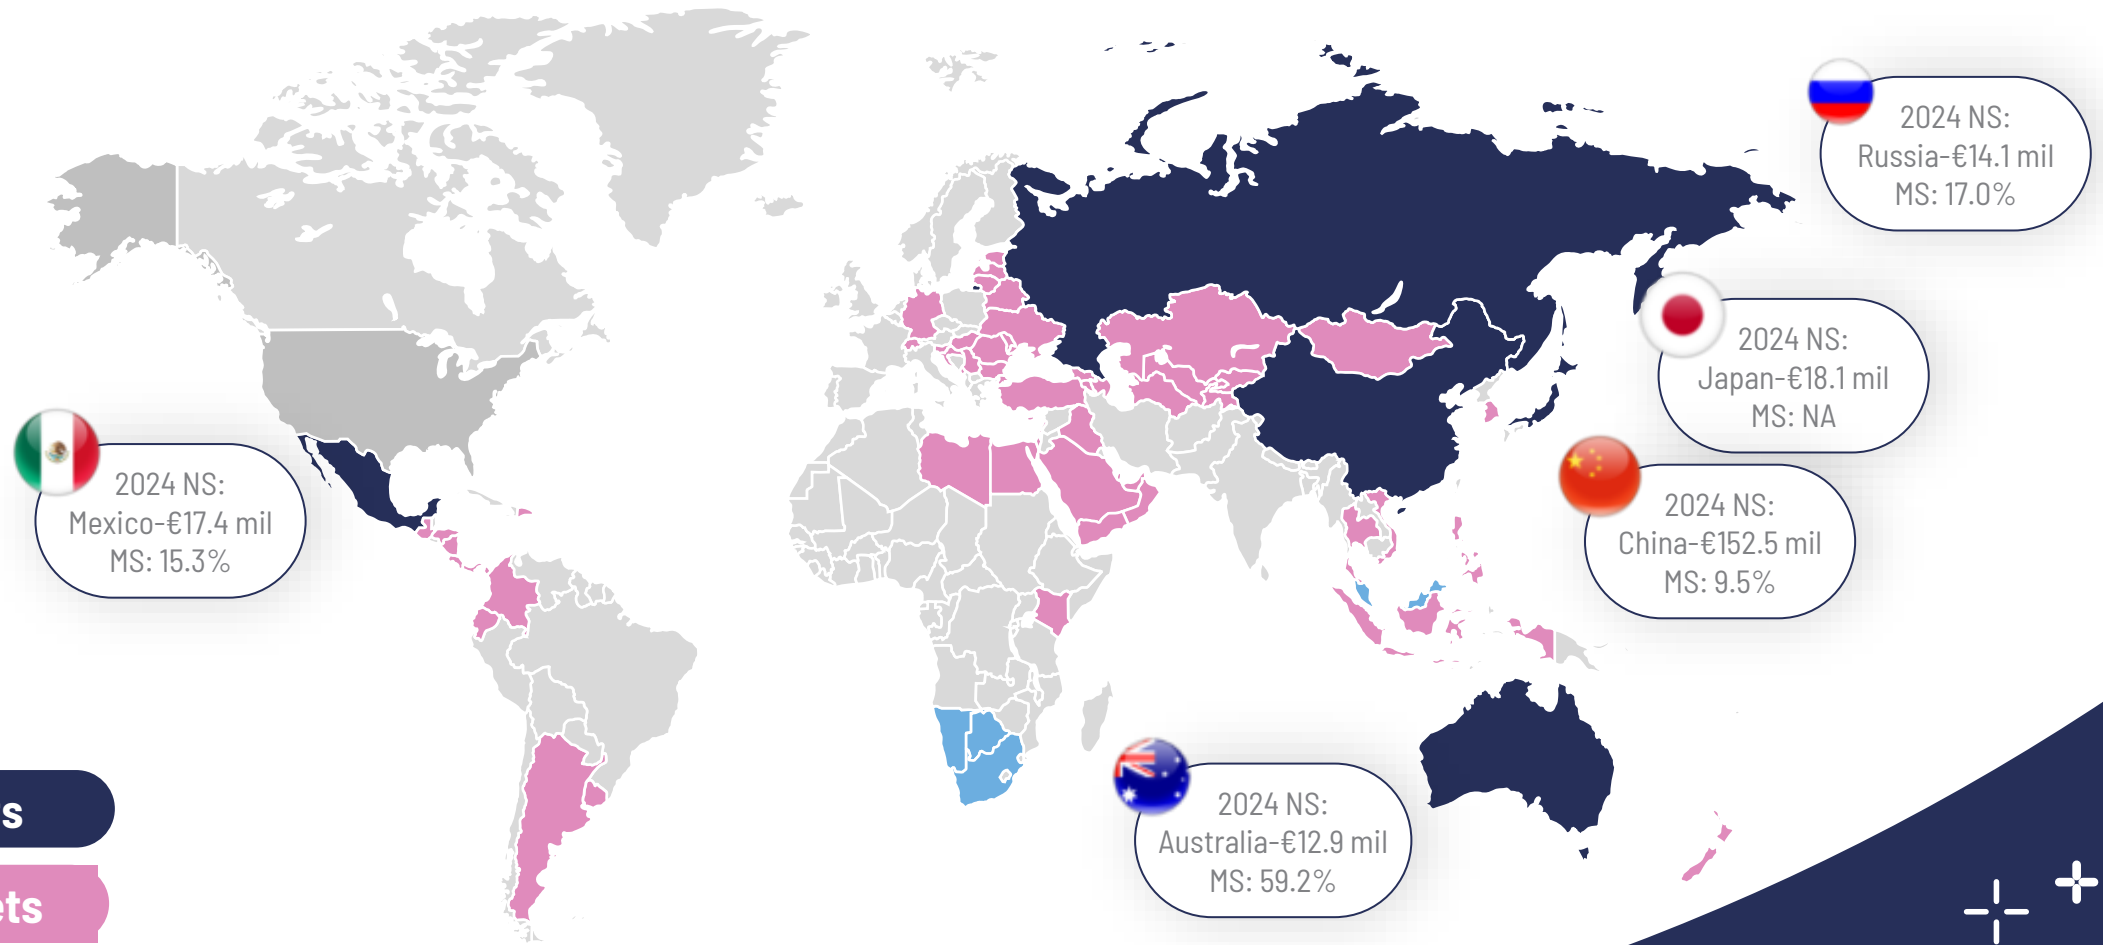 2024 NS:
Russia-€14.1 mil
MS: 17.0%
2024 NS:
Japan-€18.1 mil
MS: NA
2024 NS:
Mexico-€17.4 mil
MS: 15.3%
2024 NS:
China-€152.5 mil
MS: 9.5%
2024 NS:
Australia-€12.9 mil
MS: 59.2%